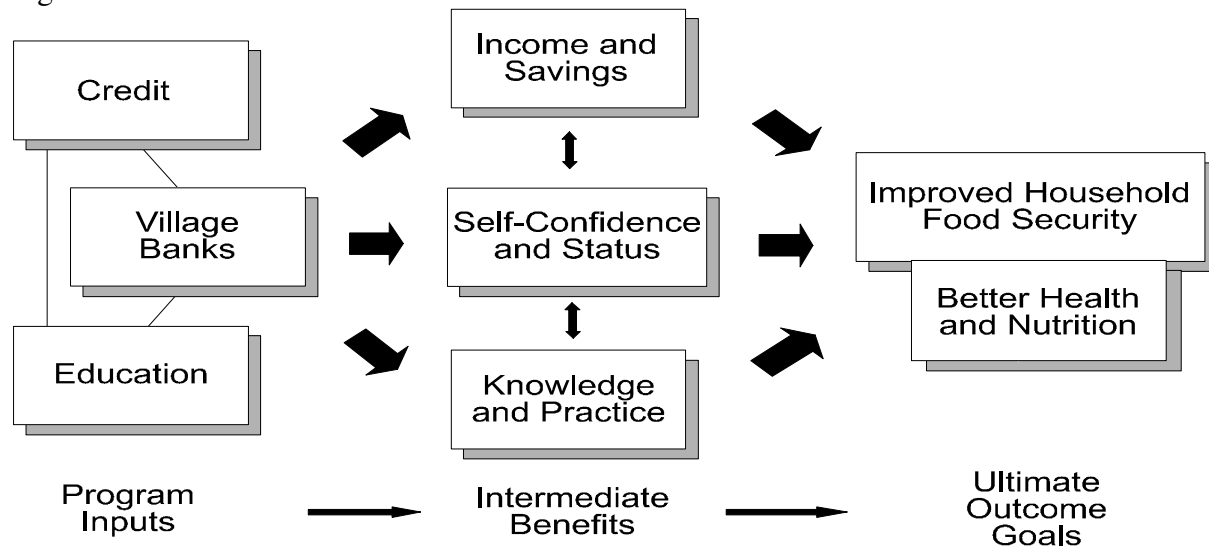 Credit
Village
Banks
Education
Income and
Savings
Self-Confidence
and Status
Knowledge
and Practice
Improved Household
Food Security
Better Health
and Nutrition
Program
Inputs
Intermediate
Benefits
Ultimate
Outcome
Goals